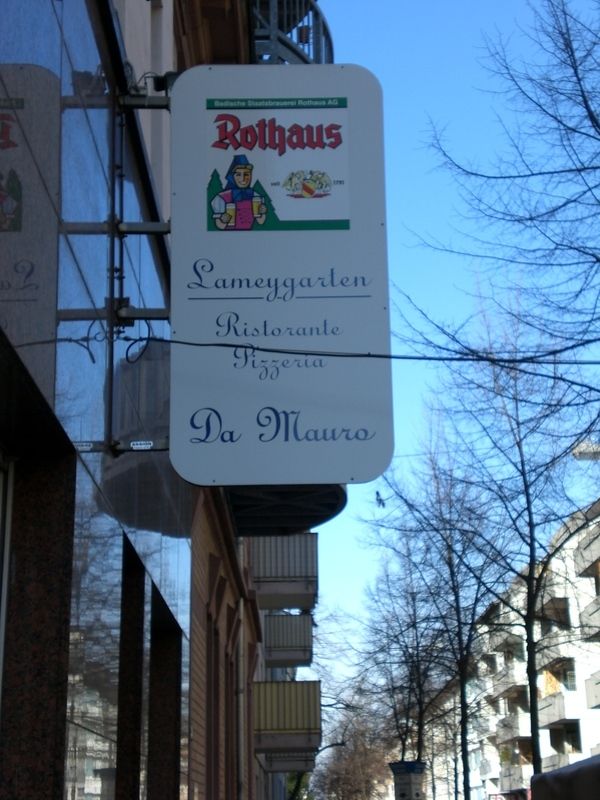 Badische Staatsbrauerei Rothaus AG
Rothaus
seit 1791
Lameygarten
Ristorante
Pizzeria
Da Mauro